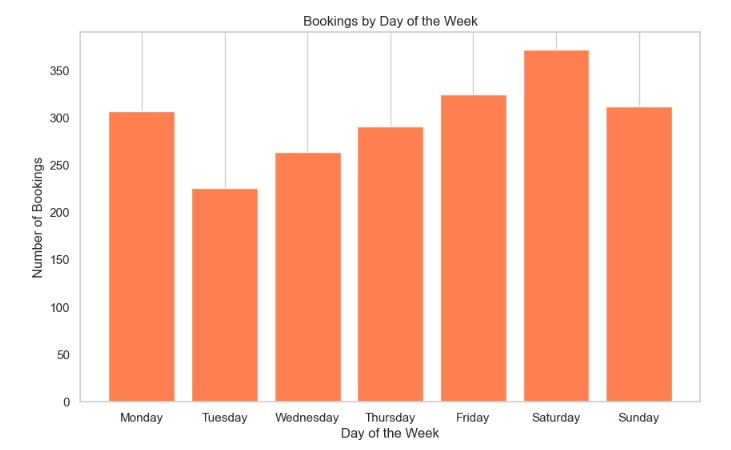 Bookings by Day of the Week
Number of Bookings
350
300
250
200
150
100
50
0
Monday Tuesday Wednesday Thursday Friday Saturday Sunday
Day of the Week